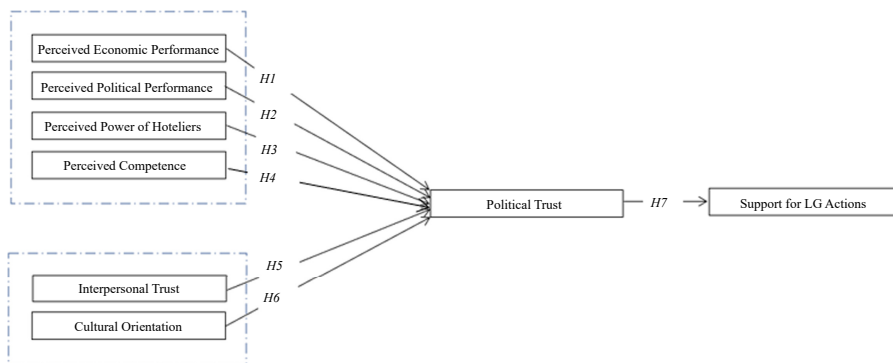 Perceived Economic Performance
H1
Perceived Political Performance
H2
Perceived Power of Hoteliers
H3
Perceived Competence
H4
Political Trust
H7
Support for LG Actions
H5
Interpersonal Trust
H6
Cultural Orientation